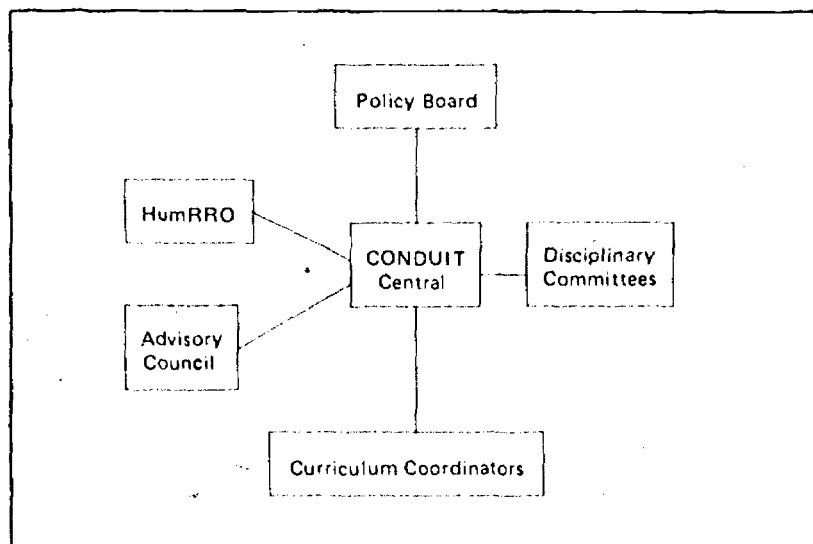 Policy Board
HumRRO
CONDUIT
Central
Disciplinary
Committees
Advisory
Council
Curriculum Coordinators